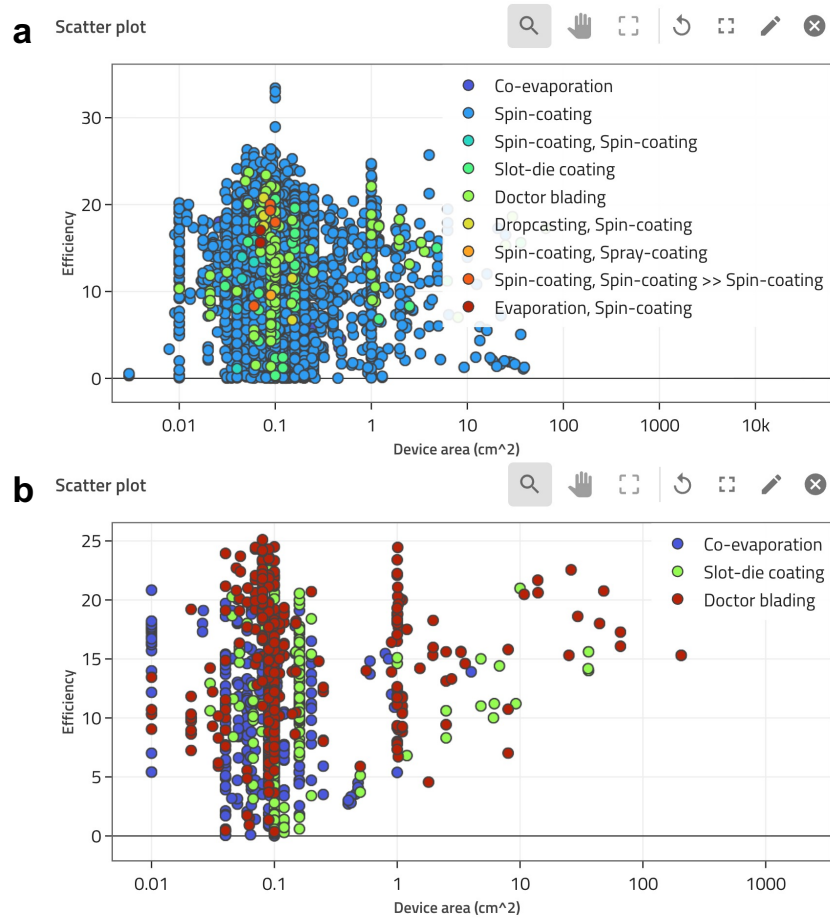 a Scatter plot
30
20
10
0
Efficiency
Co-evaporation
Spin-coating
Spin-coating, Spin-coating
Slot-die coating
Doctor blading
Dropcasting, Spin-coating
Spin-coating, Spray-coating
Spin-coating, Spin-coating >> Spin-coating
Evaporation, Spin-coating
0.01 0.1 1 10 100 1000 10k
Device area (cm^2)
b Scatter plot
25
20
15
10
5
0
Efficiency
Co-evaporation
Slot-die coating
Doctor blading
0.01 0.1 1 10 100 1000
Device area (cm^2)